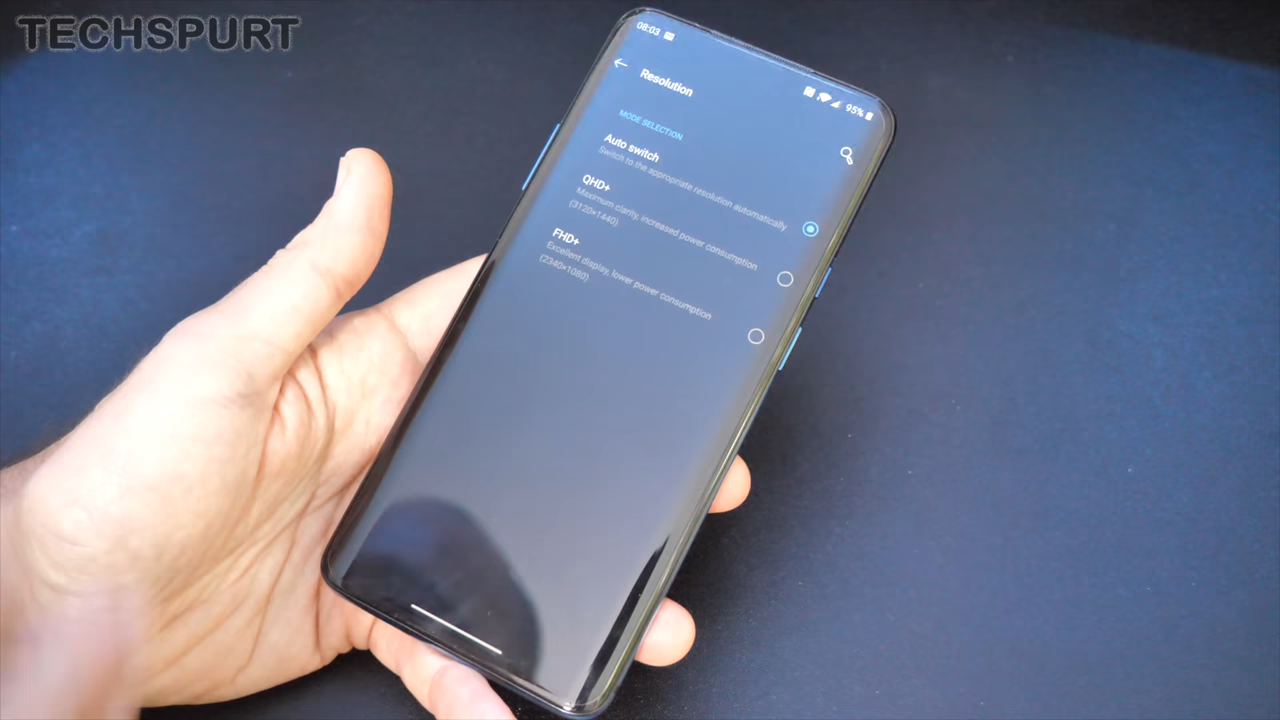 TECHSPURT
08:03
95%
Resolution
MODE SELECTION
Auto switch
Switch to the appropriate resolution automatically.
QHD+
Maximum clarity, increased power consumption
(3120×1440)
FHD+
Excellent display, lower power consumption
(2340×1080)